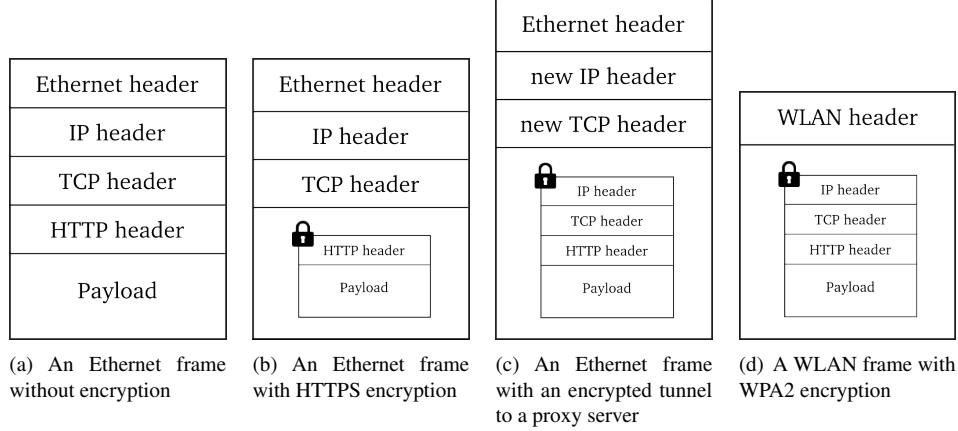 Ethernet header
IP header
TCP header
HTTP header
Payload
(a) An Ethernet frame
without encryption
Ethernet header
IP header
TCP header
HTTP header
Payload
(b) An Ethernet frame
with HTTPS encryption
Ethernet header
new IP header
new TCP header
IP header
TCP header
HTTP header
Payload
(c) An Ethernet frame
with an encrypted tunnel
to a proxy server
WLAN header
IP header
TCP header
HTTP header
Payload
(d) A WLAN frame with
WPA2 encryption